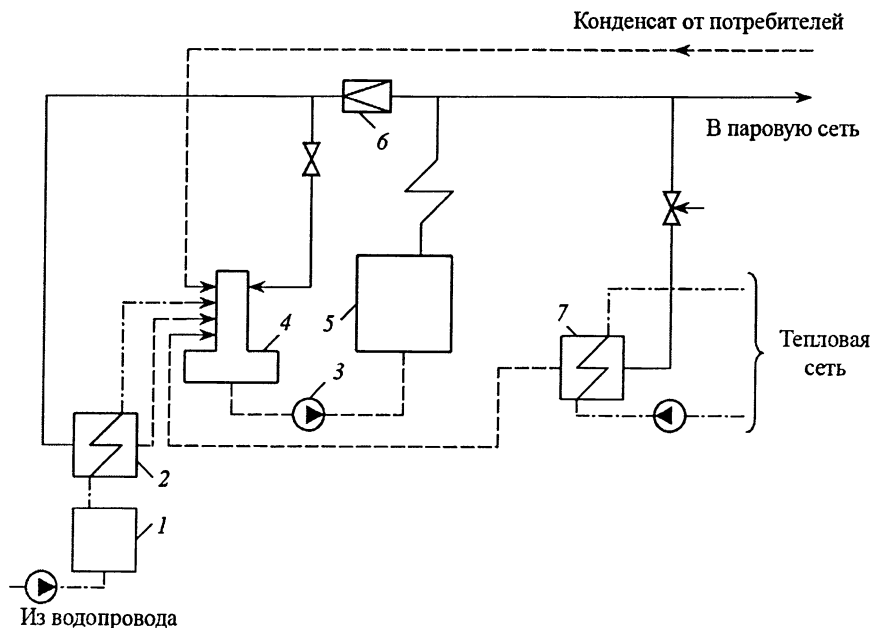 Конденсат от потребителей
В паровую сеть
6
5
4
7
3
Тепловая
сеть
2
1
Из водопровода